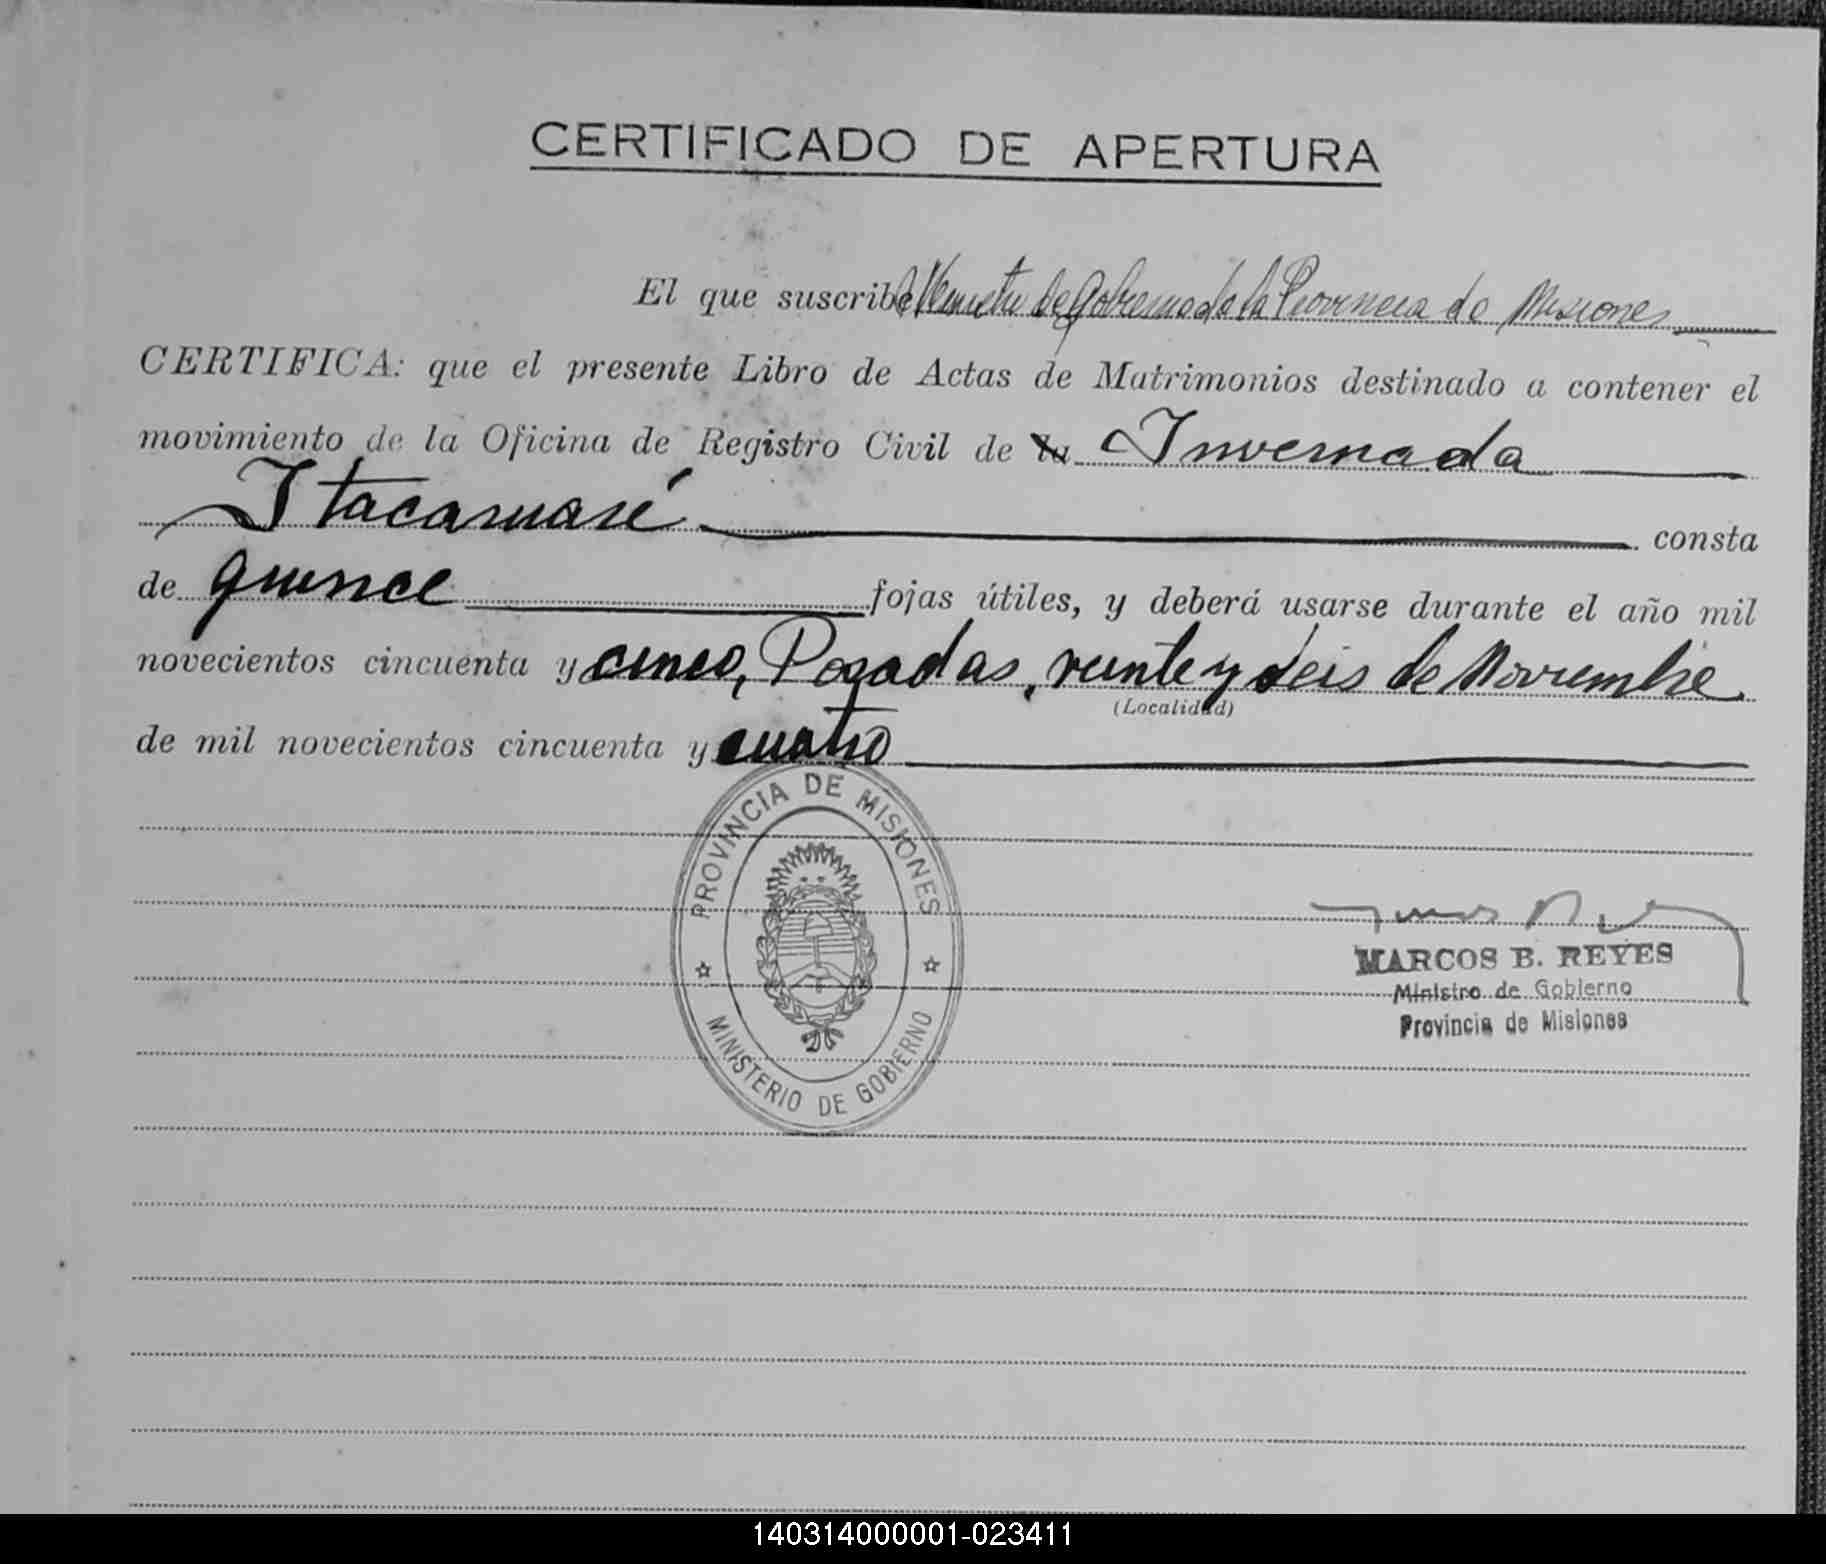 CERTIFICADO DE APERTURA
El que suscribe Ministro de Gobierno de la Provincia de Misiones
CERTIFICA: que el presente Libro de Actas de Matrimonios destinado a contener el
movimiento de la Oficina de Registro Civil de la Invernada
Itacaruaré consta
de quince fojas útiles, y deberá usarse durante el año mil
novecientos cincuenta y cinco, Posadas, veinte y seis de Noviembre
(Localidad)
de mil novecientos cincuenta y cuatro
PROVINCIA DE MISIONES
MINISTERIO DE GOBIERNO
MARCOS B. REYES
Ministro de Gobierno
Provincia de Misiones
140314000001-023411